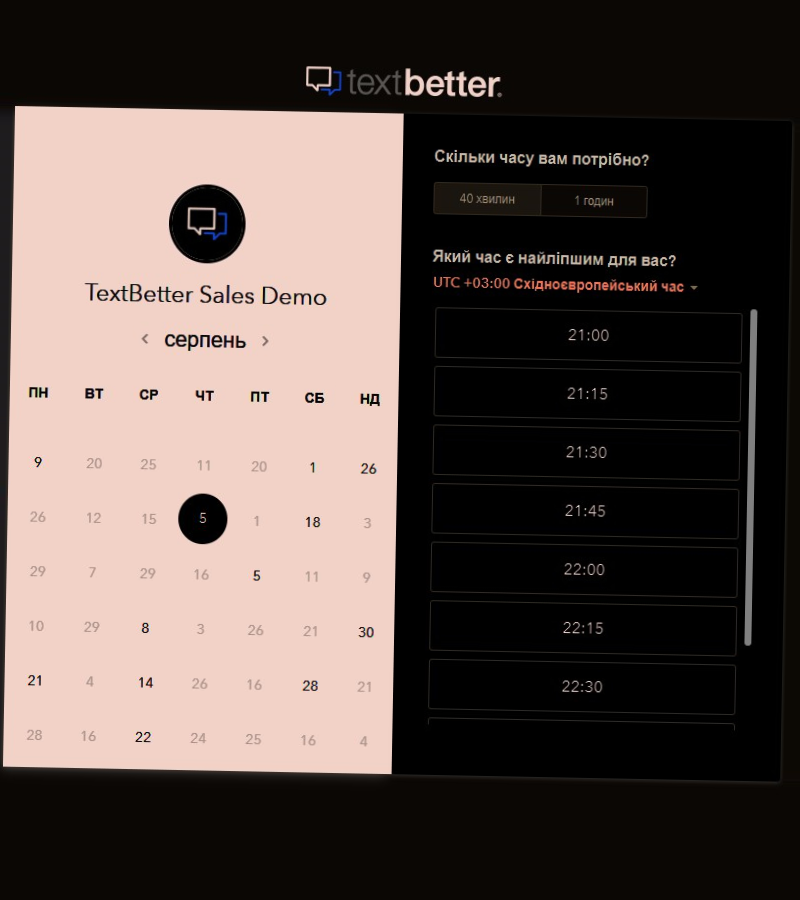 textbetter.
TextBetter Sales Demo
серпень
ПН ВТ СР ЧТ ПТ СБ НД
9 20 25 11 20 1 26
26 12 15 5 1 18 3
29 7 29 16 5 11 9
10 29 8 3 26 21 30
21 4 14 26 16 28 21
28 16 22 24 25 16 4
Скільки часу вам потрібно?
40 хвилин 1 годин
Який час є найліпшим для вас?
UTC +03:00 Східноєвропейський час
21:00
21:15
21:30
21:45
22:00
22:15
22:30